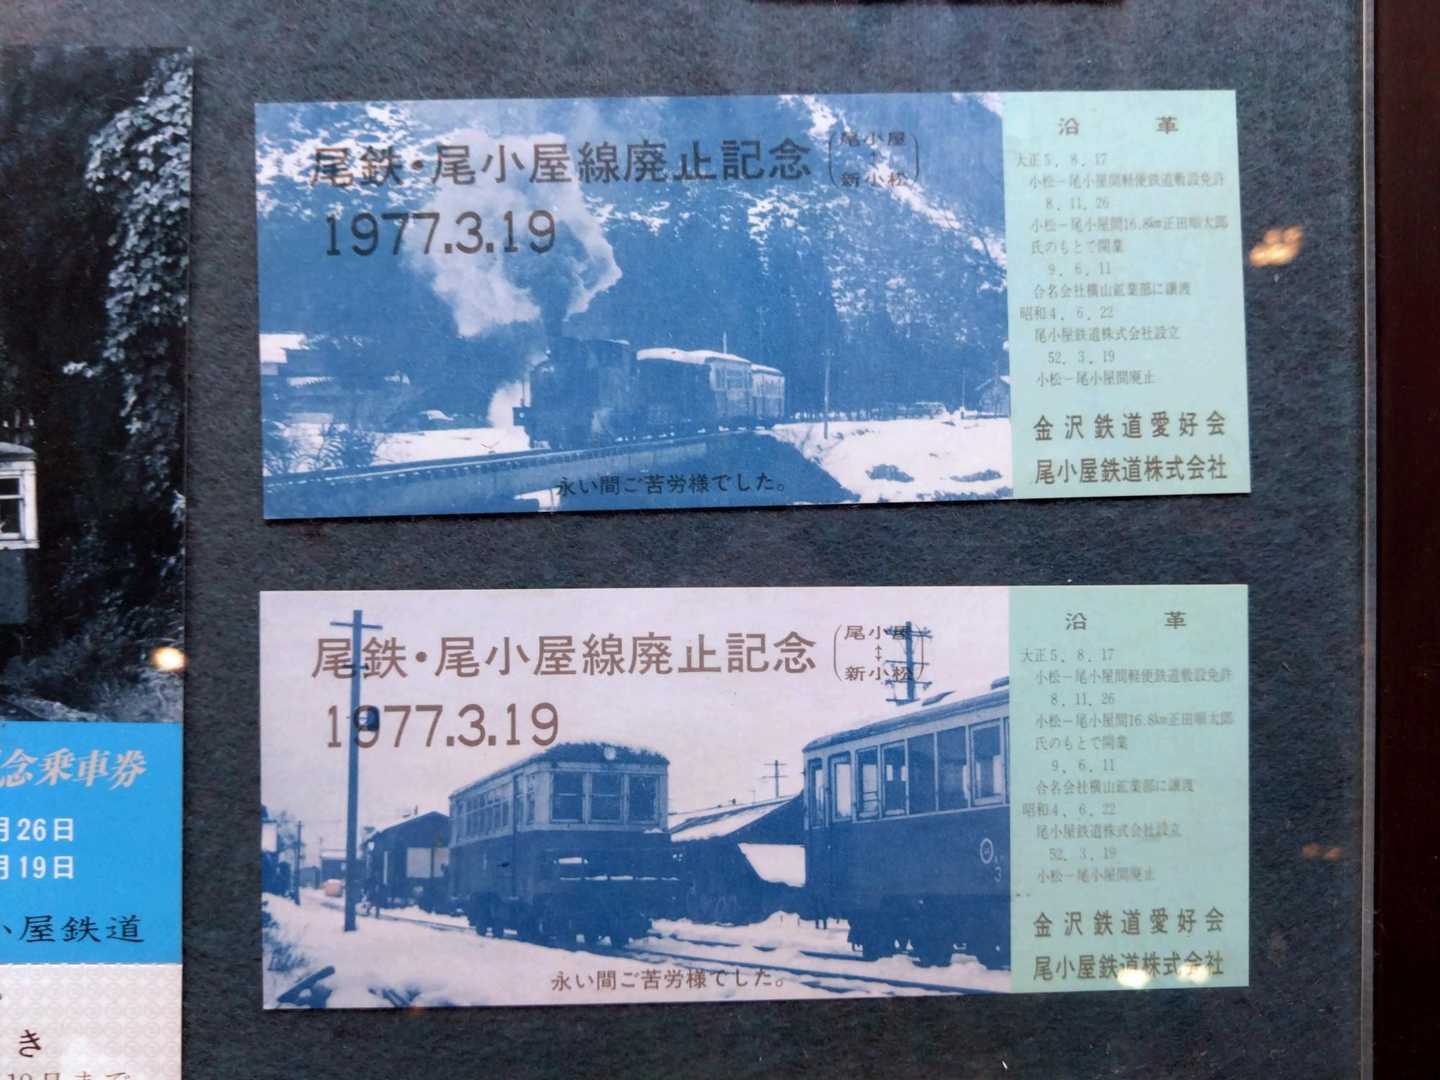 尾鉄・尾小屋線廃止記念(尾小屋↕新小松)
1977.3.19
永い間ご苦労様でした。
沿 革
大正5.8.17
小松-尾小屋間軽便鉄道敷設免許
8.11.26
小松-尾小屋間16.8㎞正田順太郎
氏のもとで開業
9.6.11
合名会社横山鉱業部に譲渡
昭和4.6.22
尾小屋鉄道株式会社設立
52.3.19
小松-尾小屋間廃止
金沢鉄道愛好会
尾小屋鉄道株式会社
尾鉄・尾小屋線廃止記念(尾小屋↕新小松)
1977.3.19
永い間ご苦労様でした。
沿 革
大正5.8.17
小松-尾小屋間軽便鉄道敷設免許
8.11.26
小松-尾小屋間16.8㎞正田順太郎
氏のもとで開業
9.6.11
合名会社横山鉱業部に譲渡
昭和4.6.22
尾小屋鉄道株式会社設立
52.3.19
小松-尾小屋間廃止
金沢鉄道愛好会
尾小屋鉄道株式会社
念乗車券
月26日
月19日
小屋鉄道
き